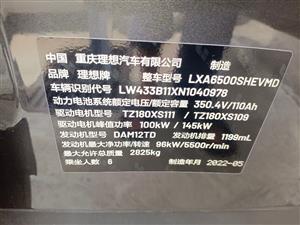 中国 重庆理想汽车有限公司 制造
品牌 理想牌 整车型号 LXA6500SHEVMD
车辆识别代号 LW433B11XN1040978
动力电池系统额定电压/额定容量 350.4V/110Ah
驱动电机型号 TZ180XS111 / TZ180XS109
驱动电机峰值功率 100kW / 145kW
发动机型号 DAM12TD 发动机排量 1199mL
发动机最大净功率/转速 96kW/5500r/min
最大允许总质量 2825kg
乘坐人数 6 制造年月 2022-05